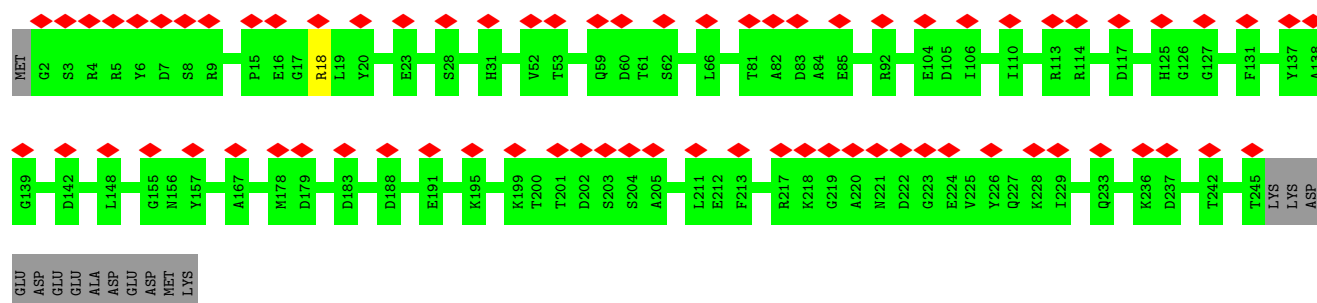 MET G2 S3 R4 R5 Y6 D7 S8 R9 P15 E16 G17 R18 L19 Y20 E23 S28 H31 V52 T53 Q59 D60 T61 S62 L66 T81 A82 D83 A84 E85 R92 E104 D105 I106 I110 R113 R114 D117 H125 G126 G127 F131 Y137 A138
G139 D142 L148 G155 N156 Y157 A167 M178 D179 D183 D188 E191 K195 K199 T200 T201 D202 S203 S204 A205 L211 E212 F213 R217 K218 G219 A220 N221 D222 G223 E224 V225 Y226 Q227 K228 I229 Q233 K236 D237 T242 T245 LYS LYS ASP
GLU ASP GLU GLU ALA ASP GLU ASP MET LYS